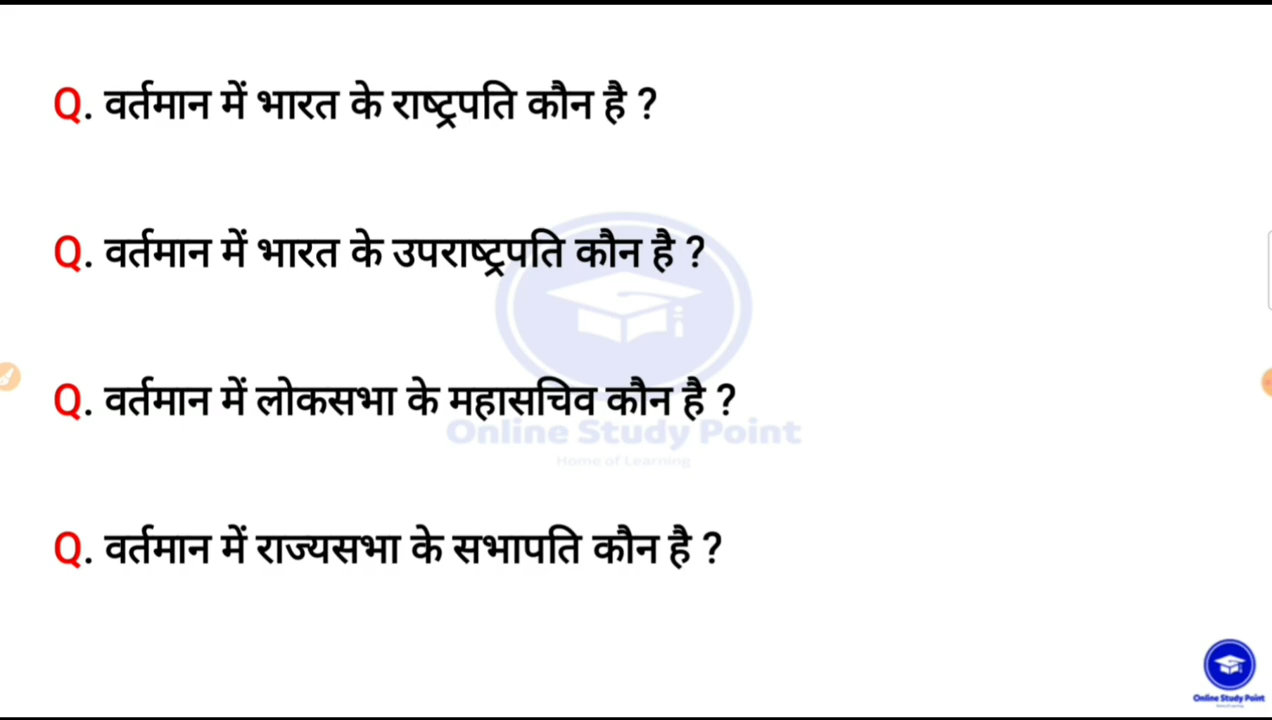 Q. वर्तमान में भारत के राष्ट्रपति कौन है ?
Q. वर्तमान में भारत के उपराष्ट्रपति कौन है ?
Q. वर्तमान में लोकसभा के महासचिव कौन है ?
Online Study Point
Home of Learning
Q. वर्तमान में राज्यसभा के सभापति कौन है ?
Online Study Point